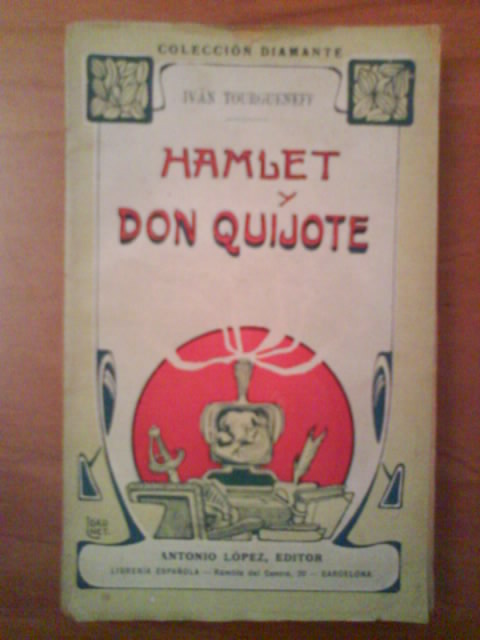 COLECCIÓN DIAMANTE
IVÁN TOURGUENEFF
HAMLET
Y
DON QUIJOTE
ANTONIO LÓPEZ, EDITOR
LIBRERÍA ESPAÑOLA — Rambla del Centro, 20 — BARCELONA